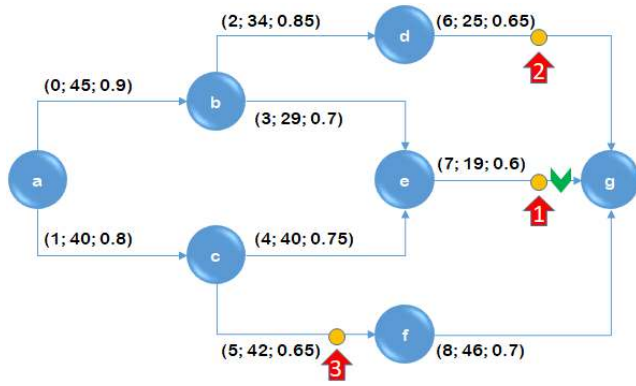 (2; 34; 0.85)
(6; 25; 0.65)
d
2
(0; 45; 0.9)
b
(3; 29; 0.7)
a
e
(7; 19; 0.6)
g
1
(1; 40; 0.8)
c
(4; 40; 0.75)
f
(5; 42; 0.65)
3
(8; 46; 0.7)